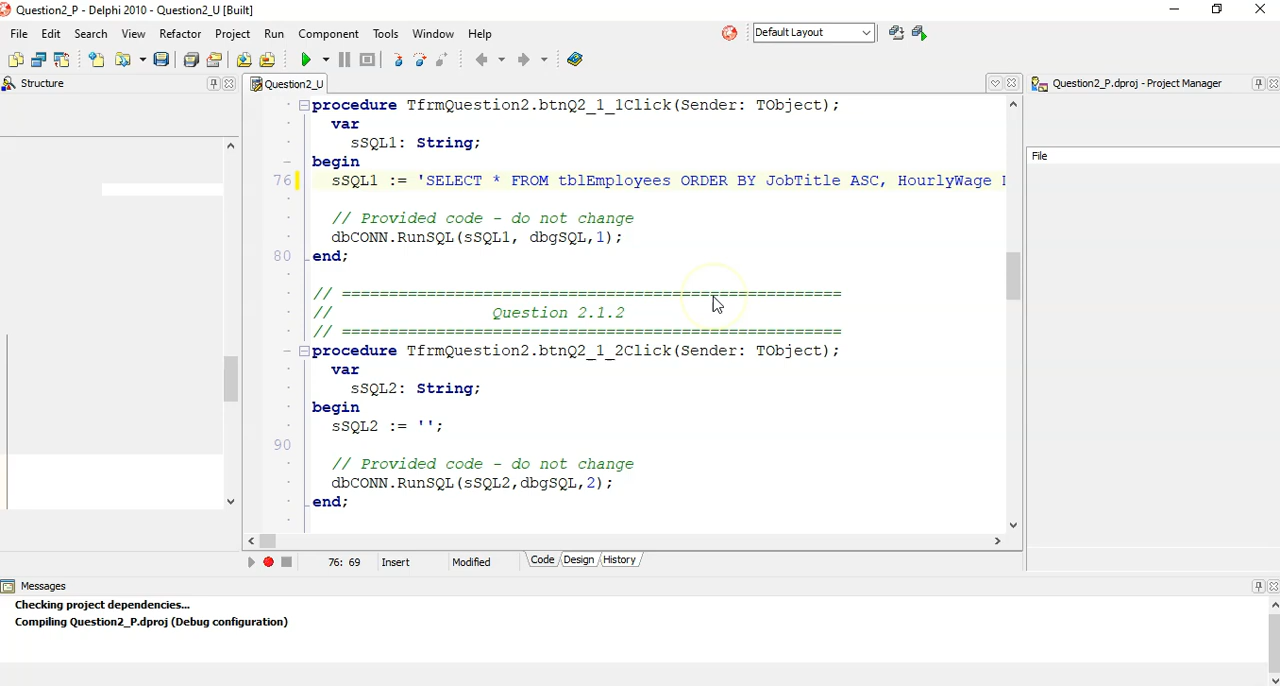 Question2_P - Delphi 2010 - Question2_U [Built]
File Edit Search View Refactor Project Run Component Tools Window Help
Default Layout
Structure
Question2_U
Question2_P.dproj - Project Manager
File
procedure TfrmQuestion2.btnQ2_1_1Click(Sender: TObject);
var
sSQL1: String;
begin
76 sSQL1 := 'SELECT * FROM tblEmployees ORDER BY JobTitle ASC, HourlyWage
// Provided code - do not change
dbCONN.RunSQL(sSQL1, dbgSQL,1);
80 end;
// =====================================================
// Question 2.1.2
// =====================================================
procedure TfrmQuestion2.btnQ2_1_2Click(Sender: TObject);
var
sSQL2: String;
begin
sSQL2 := '';
90
// Provided code - do not change
dbCONN.RunSQL(sSQL2,dbgSQL,2);
end;
76: 69 Insert Modified Code Design History
Messages
Checking project dependencies...
Compiling Question2_P.dproj (Debug configuration)